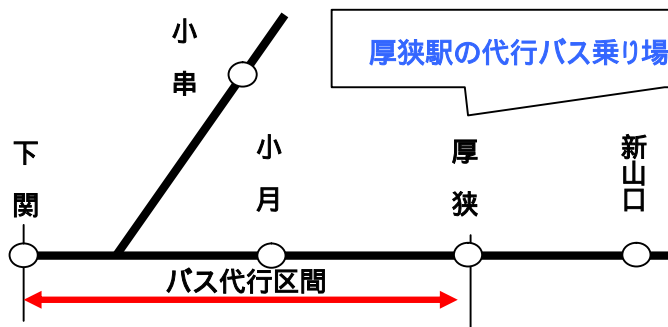 小串
厚狭駅の代行バス乗り場
下関
小月
厚狭
新山口
バス代行区間